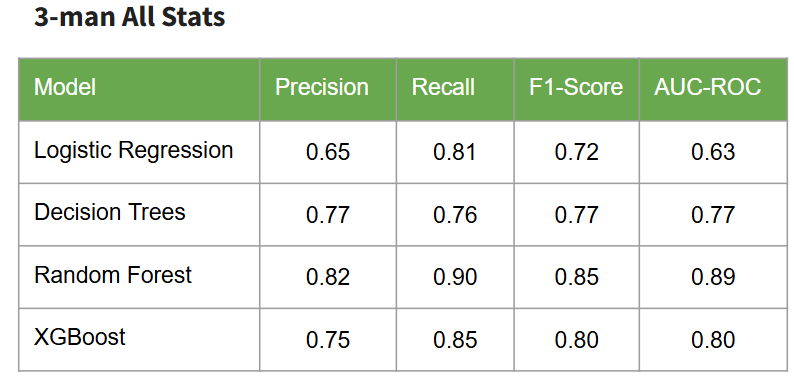 3-man All Stats
Model Precision Recall F1-Score AUC-ROC
Logistic Regression 0.65 0.81 0.72 0.63
Decision Trees 0.77 0.76 0.77 0.77
Random Forest 0.82 0.90 0.85 0.89
XGBoost 0.75 0.85 0.80 0.80